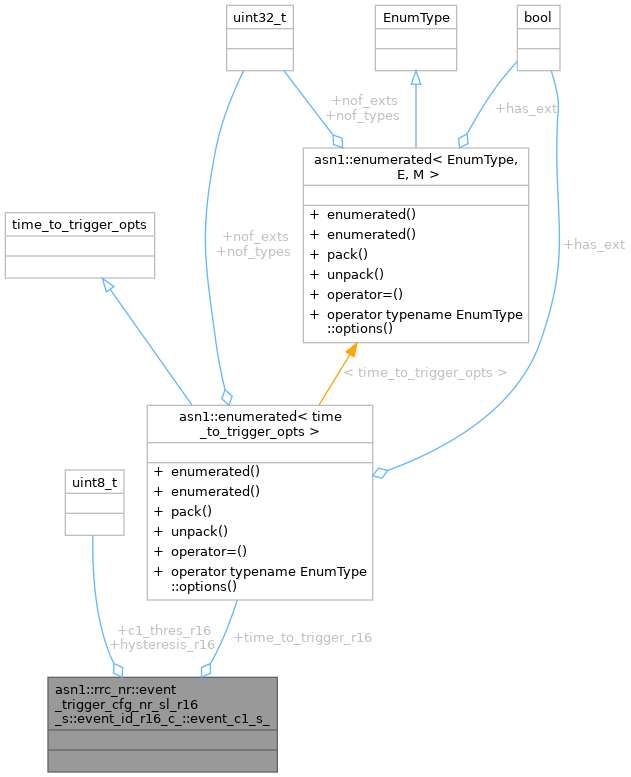 uint32_t
EnumType
bool
+nof_exts
+nof_types
+has_ext
asn1::enumerated< EnumType,
E, M >
+ enumerated()
+ enumerated()
+ pack()
+ unpack()
+ operator=()
+ operator typename EnumType
::options()
time_to_trigger_opts
+nof_exts
+nof_types
+has_ext
< time_to_trigger_opts >
asn1::enumerated< time
_to_trigger_opts >
+ enumerated()
+ enumerated()
+ pack()
+ unpack()
+ operator=()
+ operator typename EnumType
::options()
uint8_t
+c1_thres_r16
+hysteresis_r16
+time_to_trigger_r16
asn1::rrc_nr::event
_trigger_cfg_nr_sl_r16
_s::event_id_r16_c_::event_c1_s_